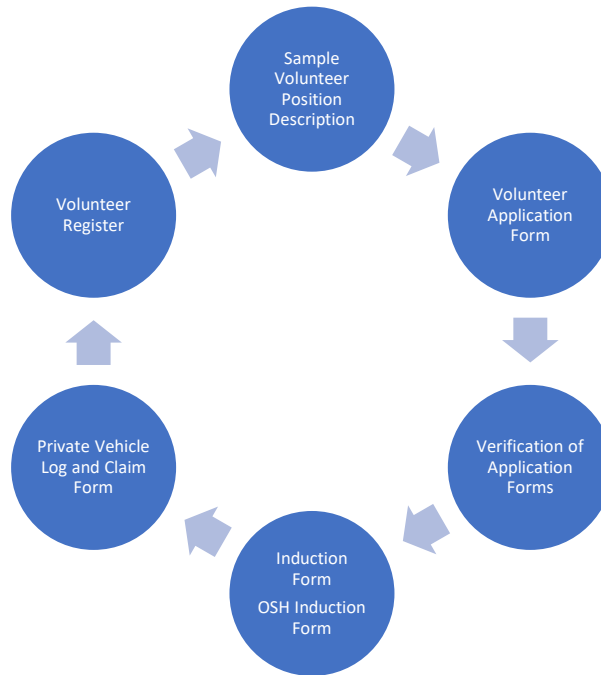 Sample
Volunteer
Position
Description
Volunteer
Application
Form
Verification of
Application
Forms
Induction
Form
OSH Induction
Form
Private Vehicle
Log and Claim
Form
Volunteer
Register